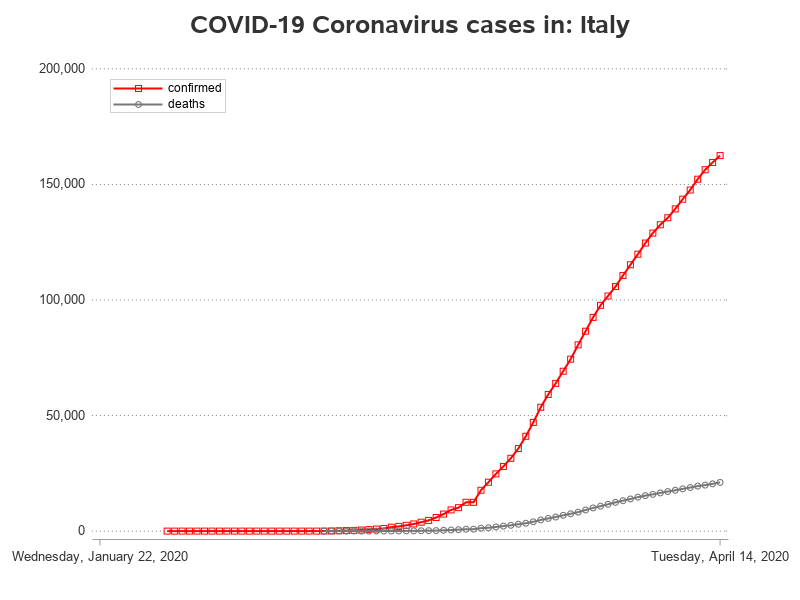 COVID-19 Coronavirus cases in: Italy
200,000
confirmed
deaths
150,000
100,000
50,000
0
Wednesday, January 22, 2020
Tuesday, April 14, 2020